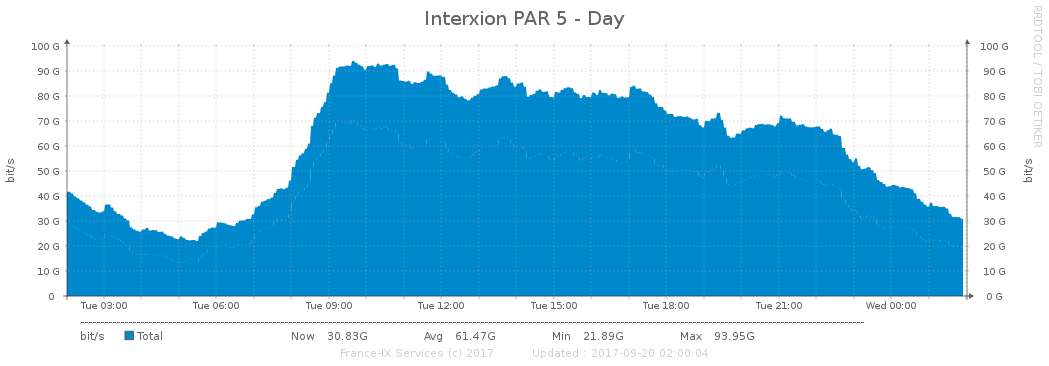 Interxion PAR 5 - Day
RRDTOOL / TOBI OETIKER
bit/s
100 G 100 G
90 G 90 G
80 G 80 G
70 G 70 G
60 G 60 G
50 G 50 G
40 G 40 G
30 G 30 G
20 G 20 G
10 G 10 G
0 0 G
bit/s
Tue 03:00 Tue 06:00 Tue 09:00 Tue 12:00 Tue 15:00 Tue 18:00 Tue 21:00 Wed 00:00
bit/s Total Now 30.83G Avg 61.47G Min 21.89G Max 93.95G
France-IX Services (c) 2017 Updated : 2017-09-20 02:00:04